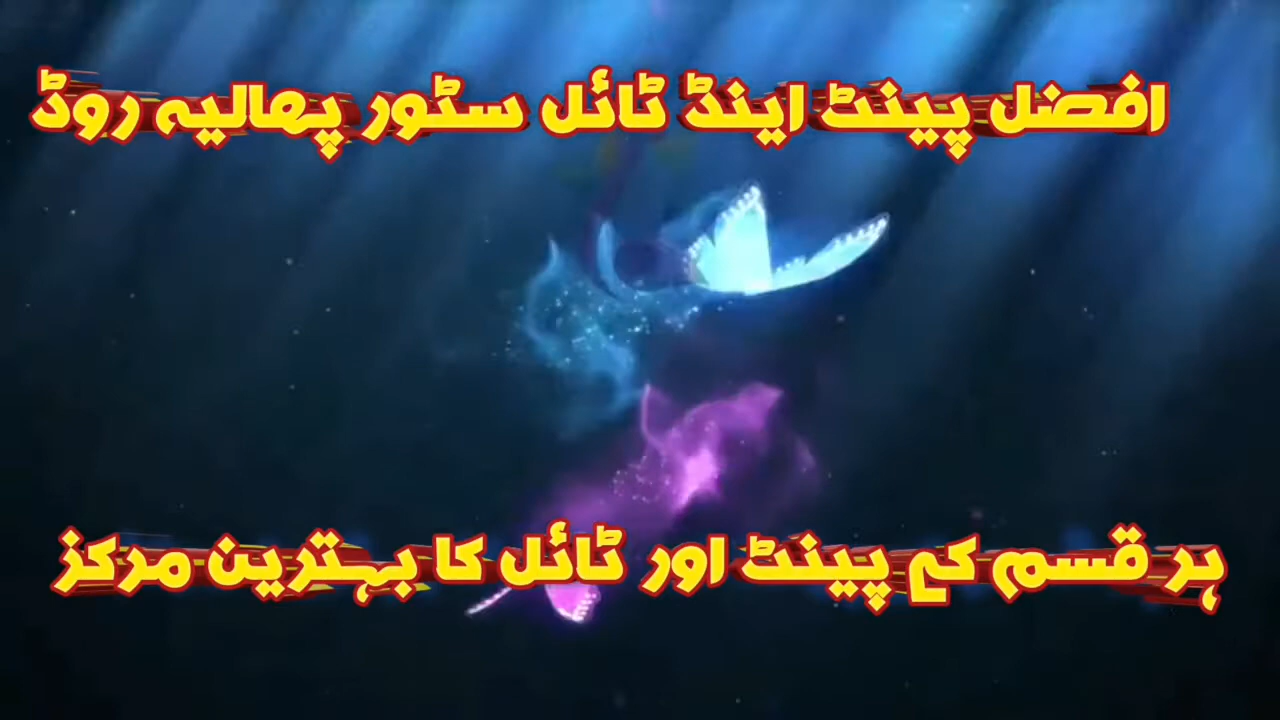 افضل پینٹ اینڈ ٹائل سٹور پھالیہ روڈ
ہر قسم کے پینٹ اور ٹائل کا بہترین مرکز